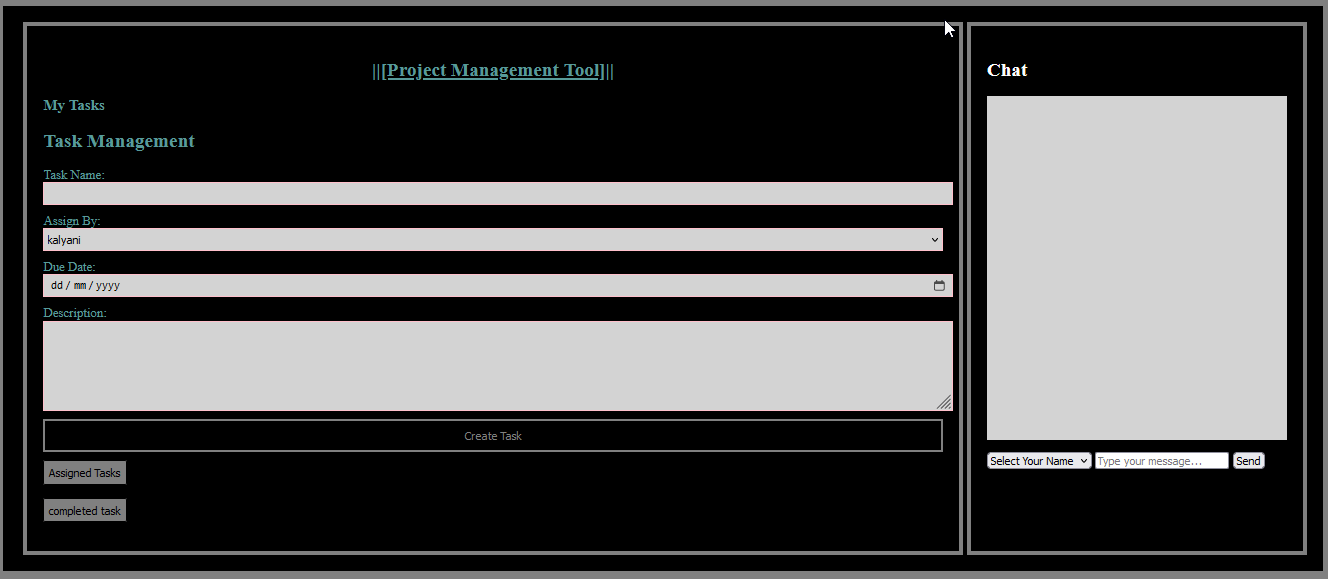 ||[Project Management Tool]||
My Tasks
Task Management
Task Name:
Assign By:
kalyani
Due Date:
dd / mm / yyyy
Description:
Create Task
Assigned Tasks
completed task
Chat
Select Your Name Type your message... Send